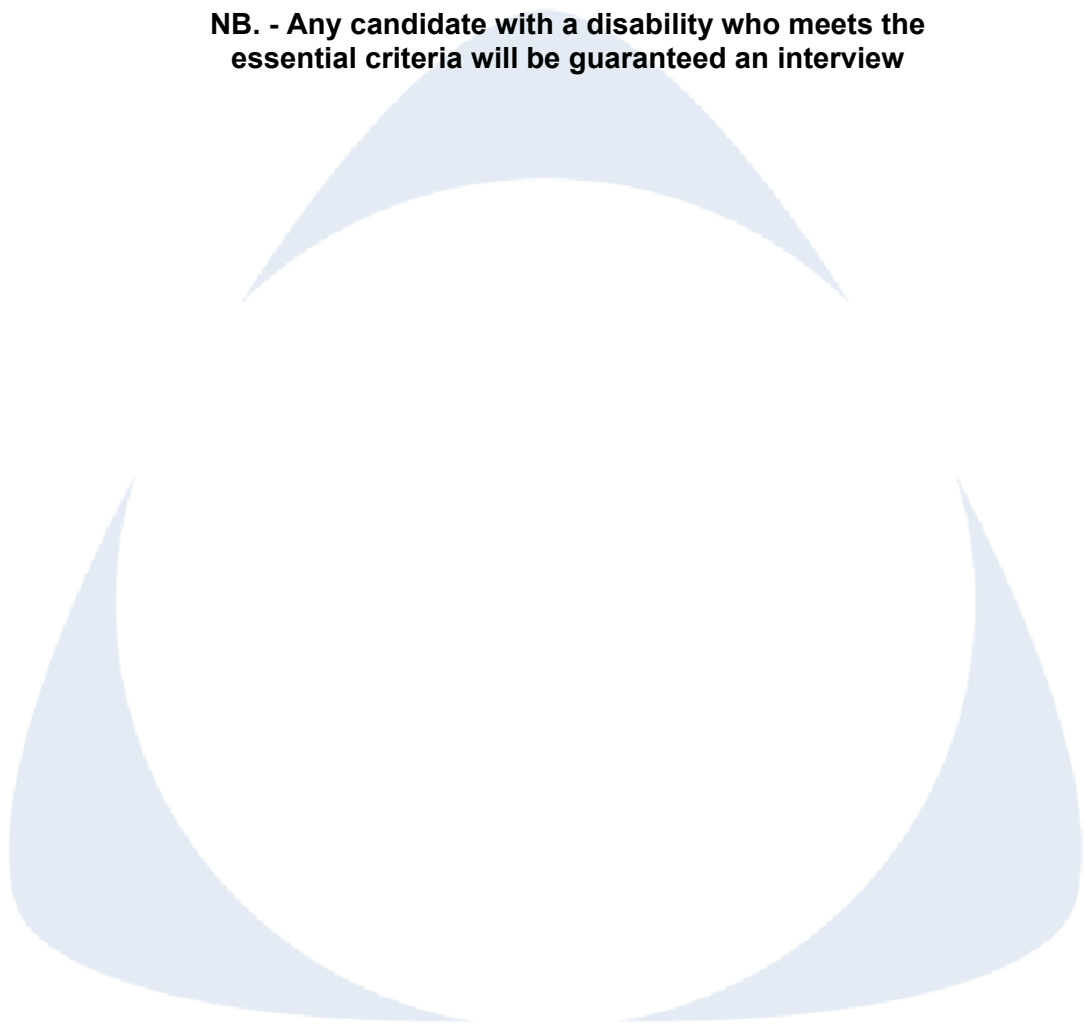 NB. - Any candidate with a disability who meets the
essential criteria will be guaranteed an interview